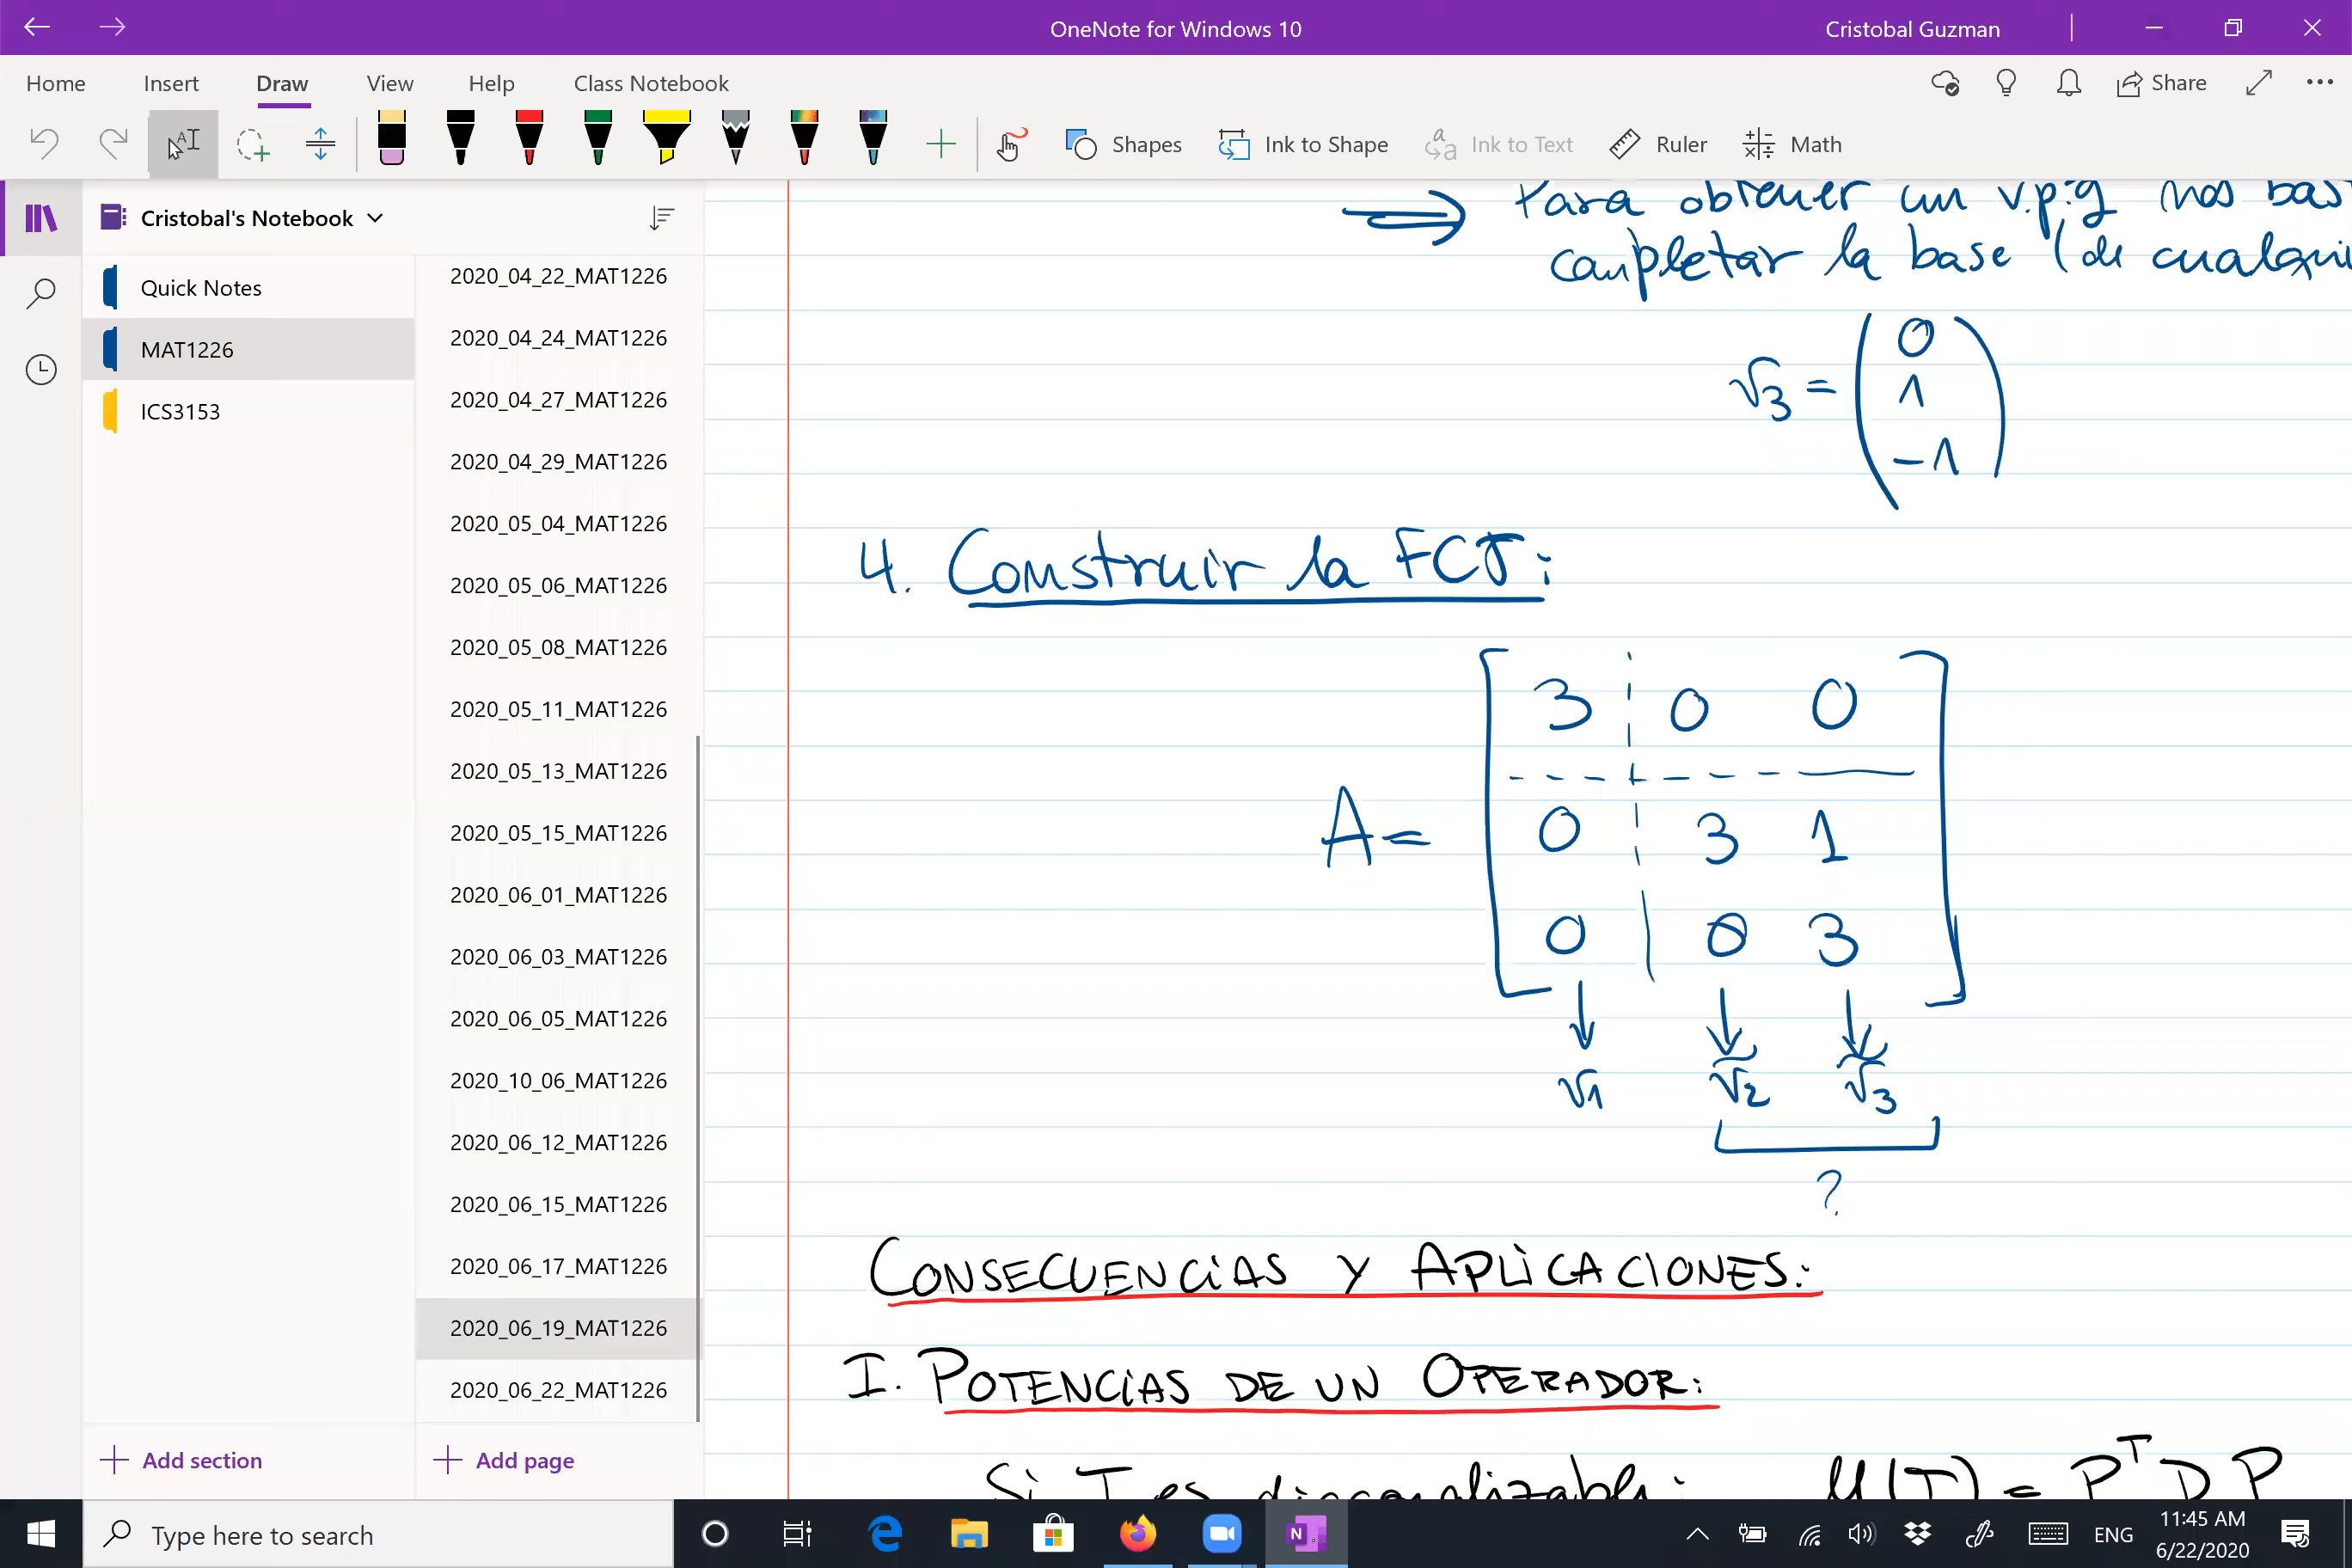 OneNote for Windows 10
Cristobal Guzman
Home Insert Draw View Help Class Notebook
Share
Shapes Ink to Shape Ink to Text Ruler Math
Cristobal's Notebook
Quick Notes
MAT1226
ICS3153
2020_04_22_MAT1226
2020_04_24_MAT1226
2020_04_27_MAT1226
2020_04_29_MAT1226
2020_05_04_MAT1226
2020_05_06_MAT1226
2020_05_08_MAT1226
2020_05_11_MAT1226
2020_05_13_MAT1226
2020_05_15_MAT1226
2020_06_01_MAT1226
2020_06_03_MAT1226
2020_06_05_MAT1226
2020_10_06_MAT1226
2020_06_12_MAT1226
2020_06_15_MAT1226
2020_06_17_MAT1226
2020_06_19_MAT1226
2020_06_22_MAT1226
Add section
Add page
⟹ Para obtener un v.p.g nos bas
completar la base (de cualqui
v3 = ( 0
1
-1 )
4. Construir la FCJ:
3 0 0
A = 0 3 1
0 0 3
↓ ↓ ↓
v1 v2 v3
?
CONSECUENCIAS Y APLICACIONES:
I. POTENCIAS DE UN OPERADOR:
Si T es diagonalizable: M(T) = P^T D P
Type here to search
ENG
11:45 AM
6/22/2020